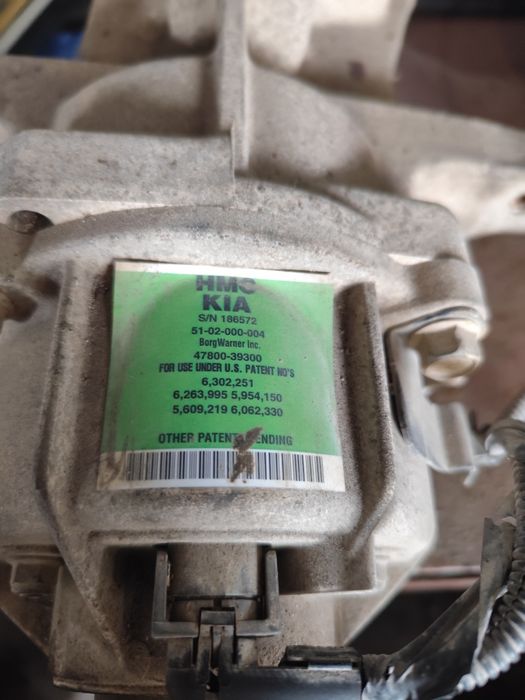 HMC
KIA
S/N 186572
51-02-000-004
BorgWarner Inc.
47800-39300
FOR USE UNDER U.S. PATENT NO'S
6,302,251
6,263,995 5,954,150
5,609,219 6,062,330
OTHER PATENTS PENDING